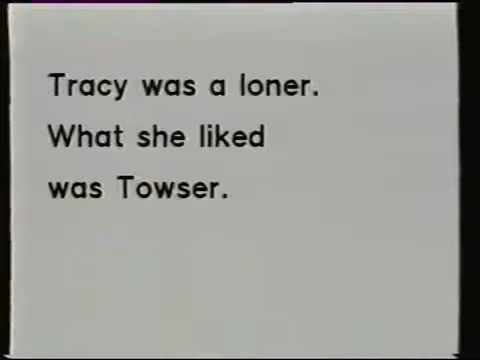 Tracy was a loner.
What she liked
was Towser.